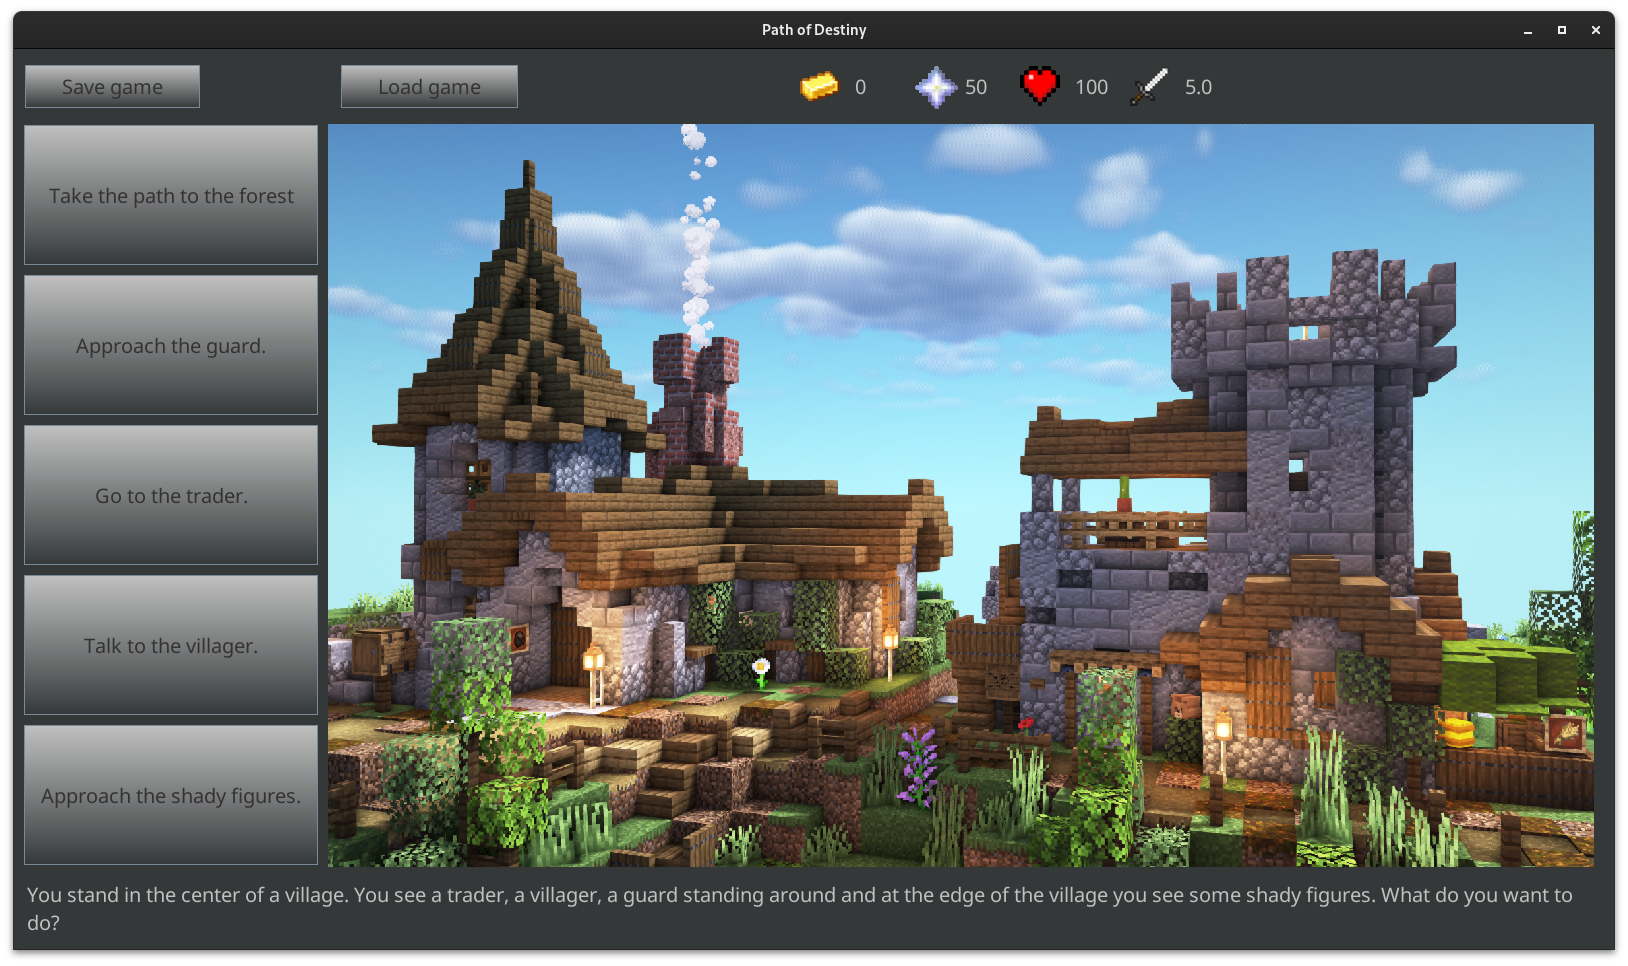 Path of Destiny
Save game
Load game
0
50
100
5.0
Take the path to the forest
Approach the guard.
Go to the trader.
Talk to the villager.
Approach the shady figures.
You stand in the center of a village. You see a trader, a villager, a guard standing around and at the edge of the village you see some shady figures. What do you want to
do?